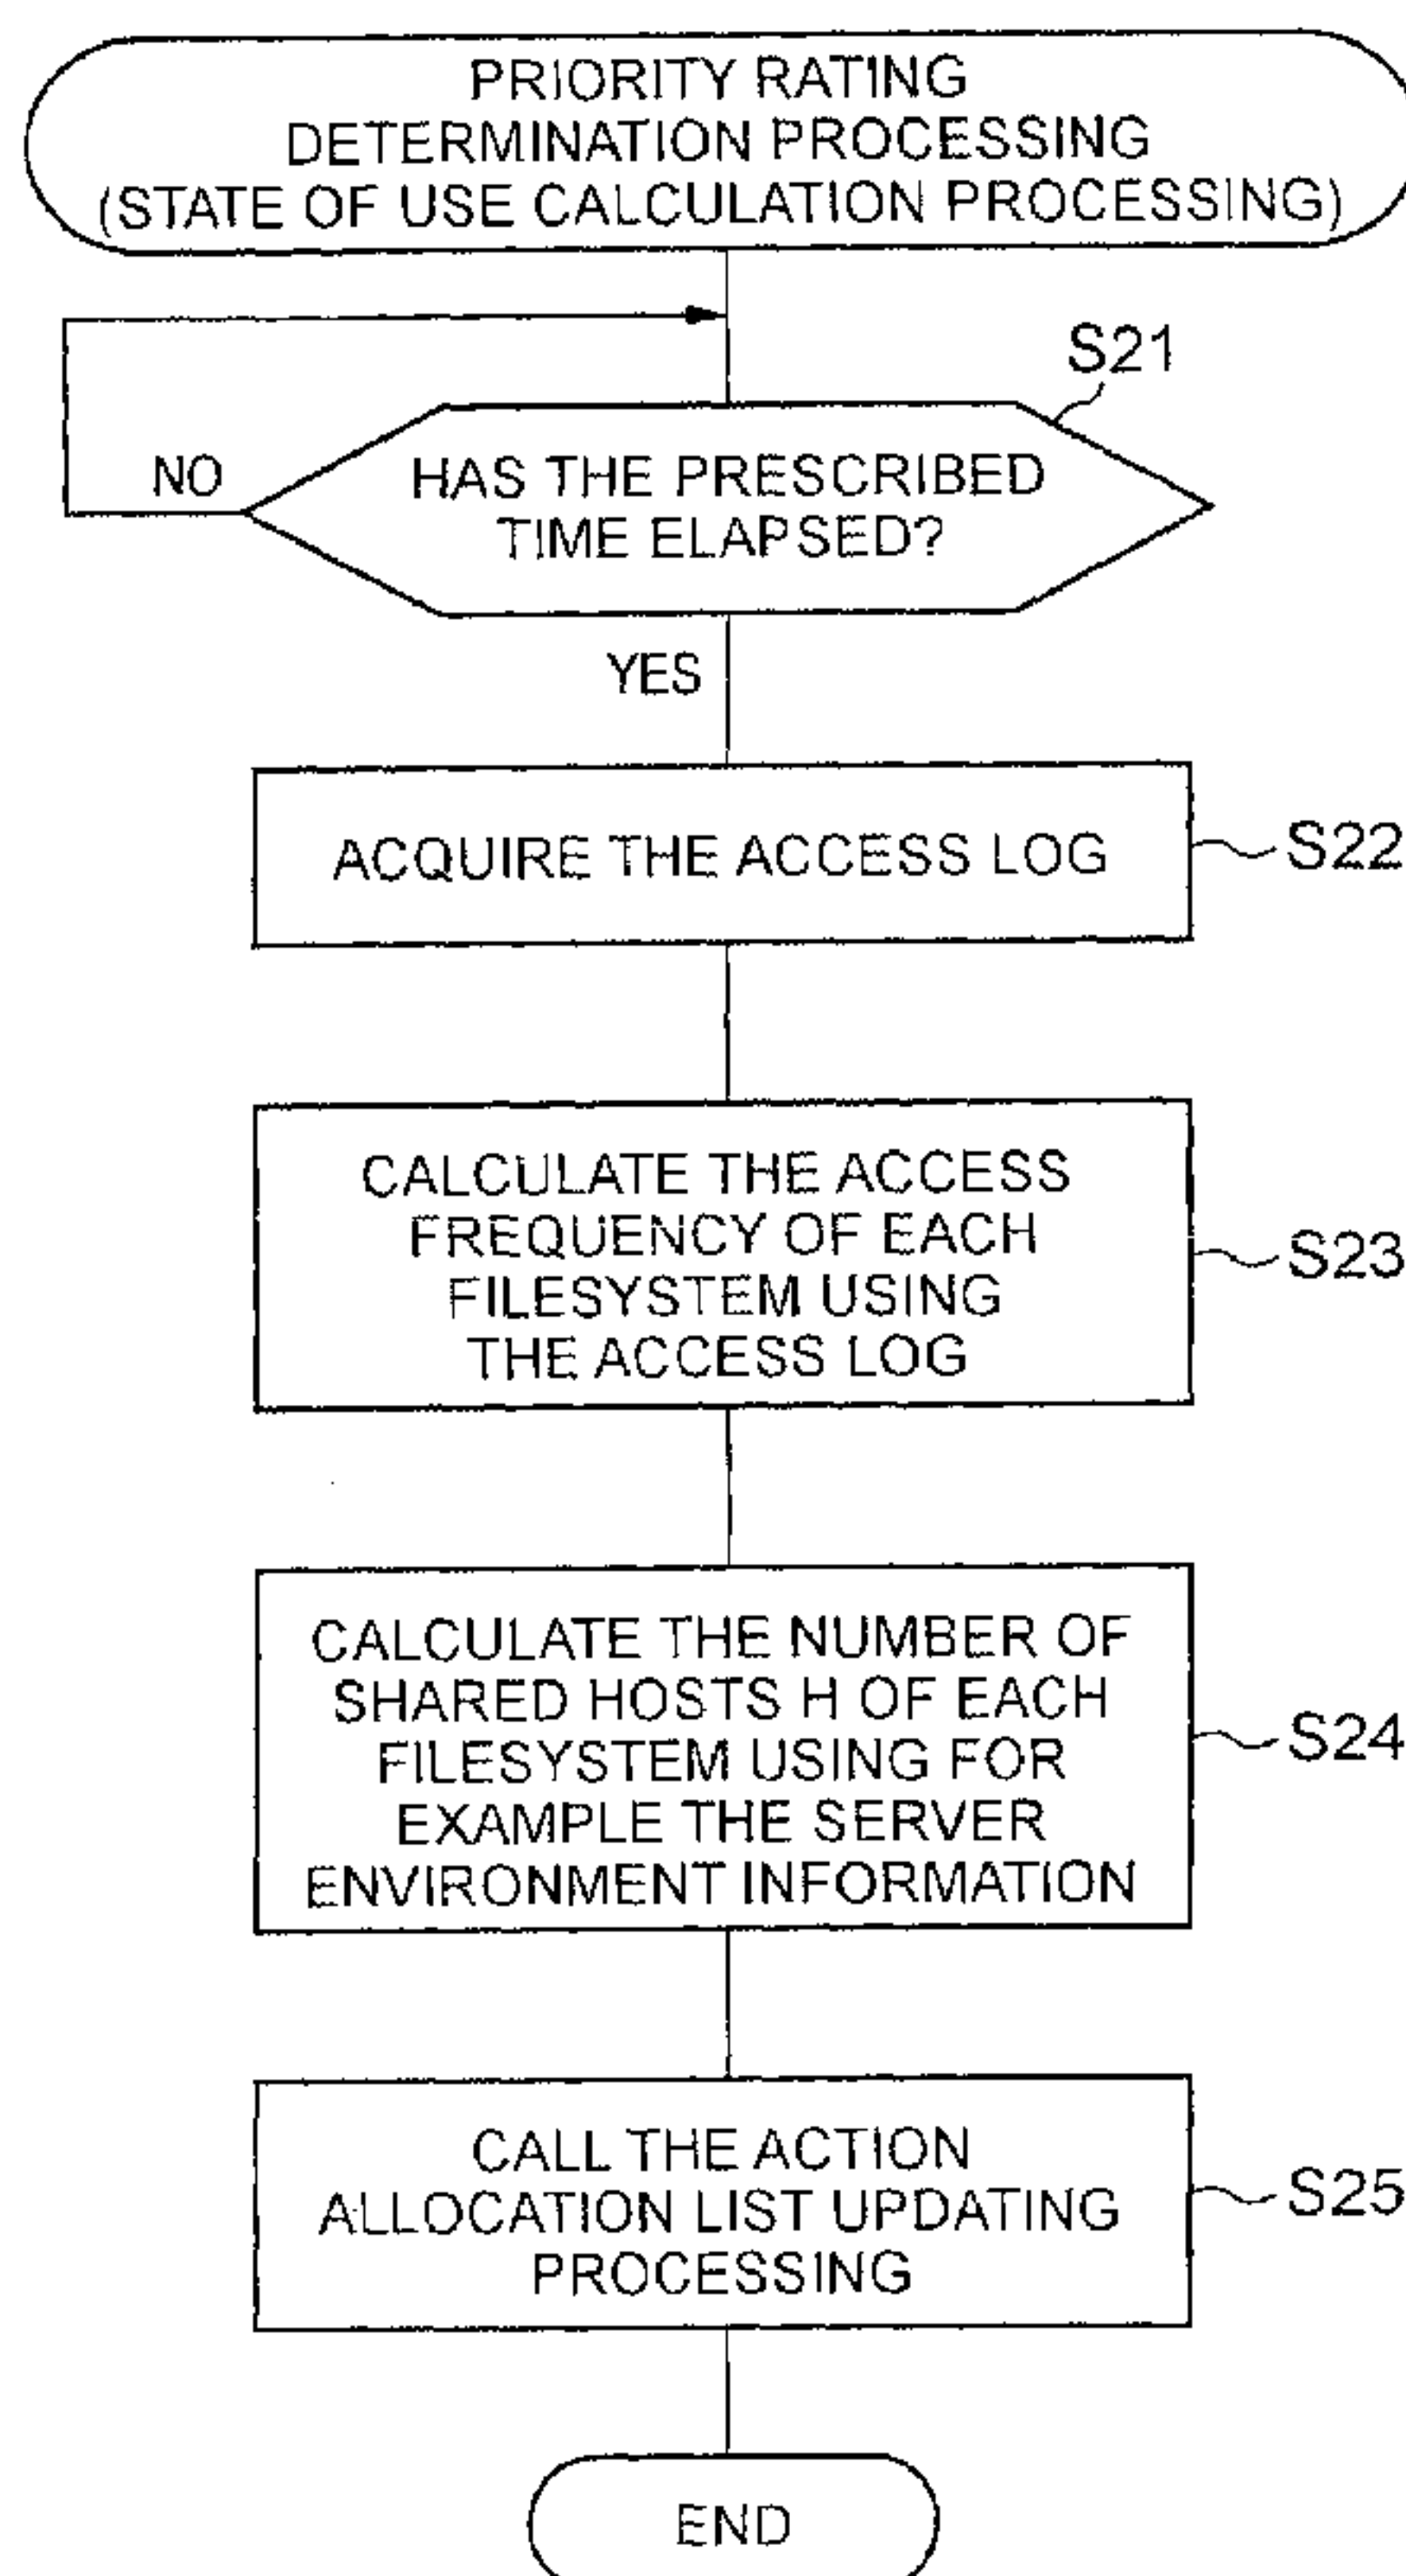 PRIORITY RATING
DETERMINATION PROCESSING
(STATE OF USE CALCULATION PROCESSING)
S21
NO
HAS THE PRESCRIBED
TIME ELAPSED?
YES
ACQUIRE THE ACCESS LOG
S22
CALCULATE THE ACCESS
FREQUENCY OF EACH
FILESYSTEM USING
THE ACCESS LOG
S23
CALCULATE THE NUMBER OF
SHARED HOSTS H OF EACH
FILESYSTEM USING FOR
EXAMPLE THE SERVER
ENVIRONMENT INFORMATION
S24
CALL THE ACTION
ALLOCATION LIST UPDATING
PROCESSING
S25
END